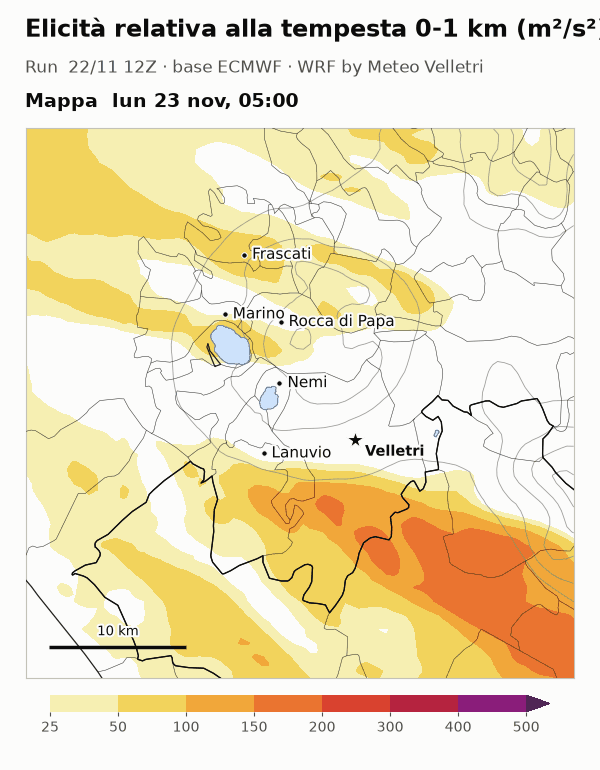 Elicità relativa alla tempesta 0-1 km (m²/s²)
Run 22/11 12Z · base ECMWF · WRF by Meteo Velletri
Mappa lun 23 nov, 05:00
Frascati
Marino
Rocca di Papa
Nemi
Velletri
Lanuvio
10 km
25 50 100 150 200 300 400 500